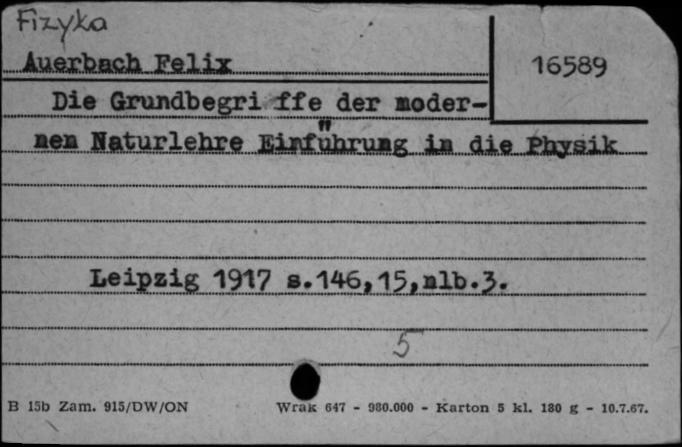 Fizyka
Auerbach Felix
16589
Die Grundbegri ffe der moder-
nen Naturlehre Einführung in die Physik
Leipzig 1917 s.146,15,nlb.3.
5
B 15b Zam. 915/DW/ON Wrak 647 - 980.000 - Karton 5 kl. 180 g - 10.7.67.